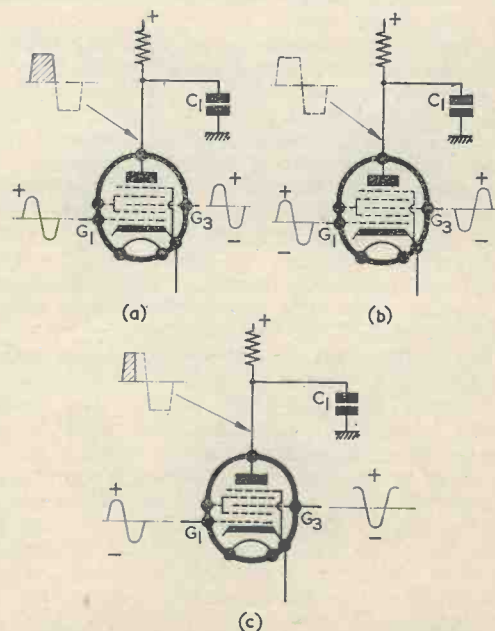 +
+
C1
C1
+
+
+
+
G1
G3
G1
G3
−
−
(a)
(b)
+
C1
+
+
G1
G3
−
−
(c)